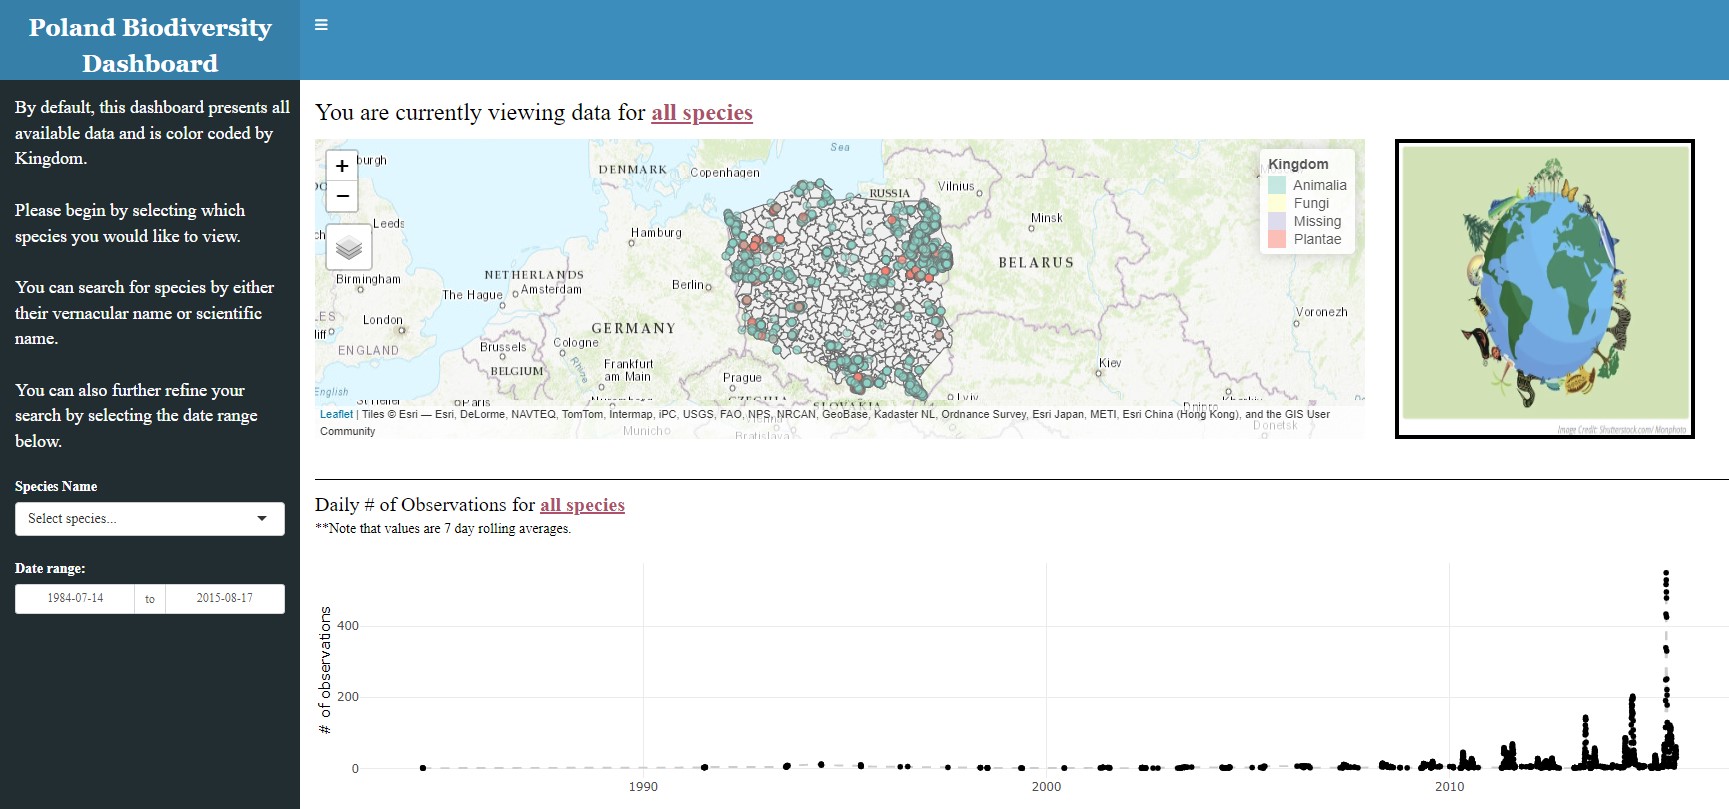 Poland Biodiversity
Dashboard
By default, this dashboard presents all
available data and is color coded by
Kingdom.
Please begin by selecting which
species you would like to view.
You can search for species by either
their vernacular name or scientific
name.
You can also further refine your
search by selecting the date range
below.
Species Name
Select species...
Date range:
1984-07-14 to 2015-08-17
You are currently viewing data for all species
+
−
burgh
Leeds
Birmingham
London
ENGLAND
English
DENMARK
Copenhagen
Sea
Hamburg
NETHERLANDS
The Hague
Amsterdam
Berlin
GERMANY
Brussels
Cologne
BELGIUM
Rhine
Frankfurt
am Main
Prague
Paris
RUSSIA
Vilnius
Minsk
BELARUS
Voronezh
Kiev
Lviv
Munich
Bratislava
Donetsk
Kingdom
Animalia
Fungi
Missing
Plantae
Leaflet | Tiles © Esri — Esri, DeLorme, NAVTEQ, TomTom, Intermap, iPC, USGS, FAO, NPS, NRCAN, GeoBase, Kadaster NL, Ordnance Survey, Esri Japan, METI, Esri China (Hong Kong), and the GIS User
Community
Image Credit: Shutterstock.com/ Monphoto
Daily # of Observations for all species
**Note that values are 7 day rolling averages.
# of observations
400
200
0
1990
2000
2010